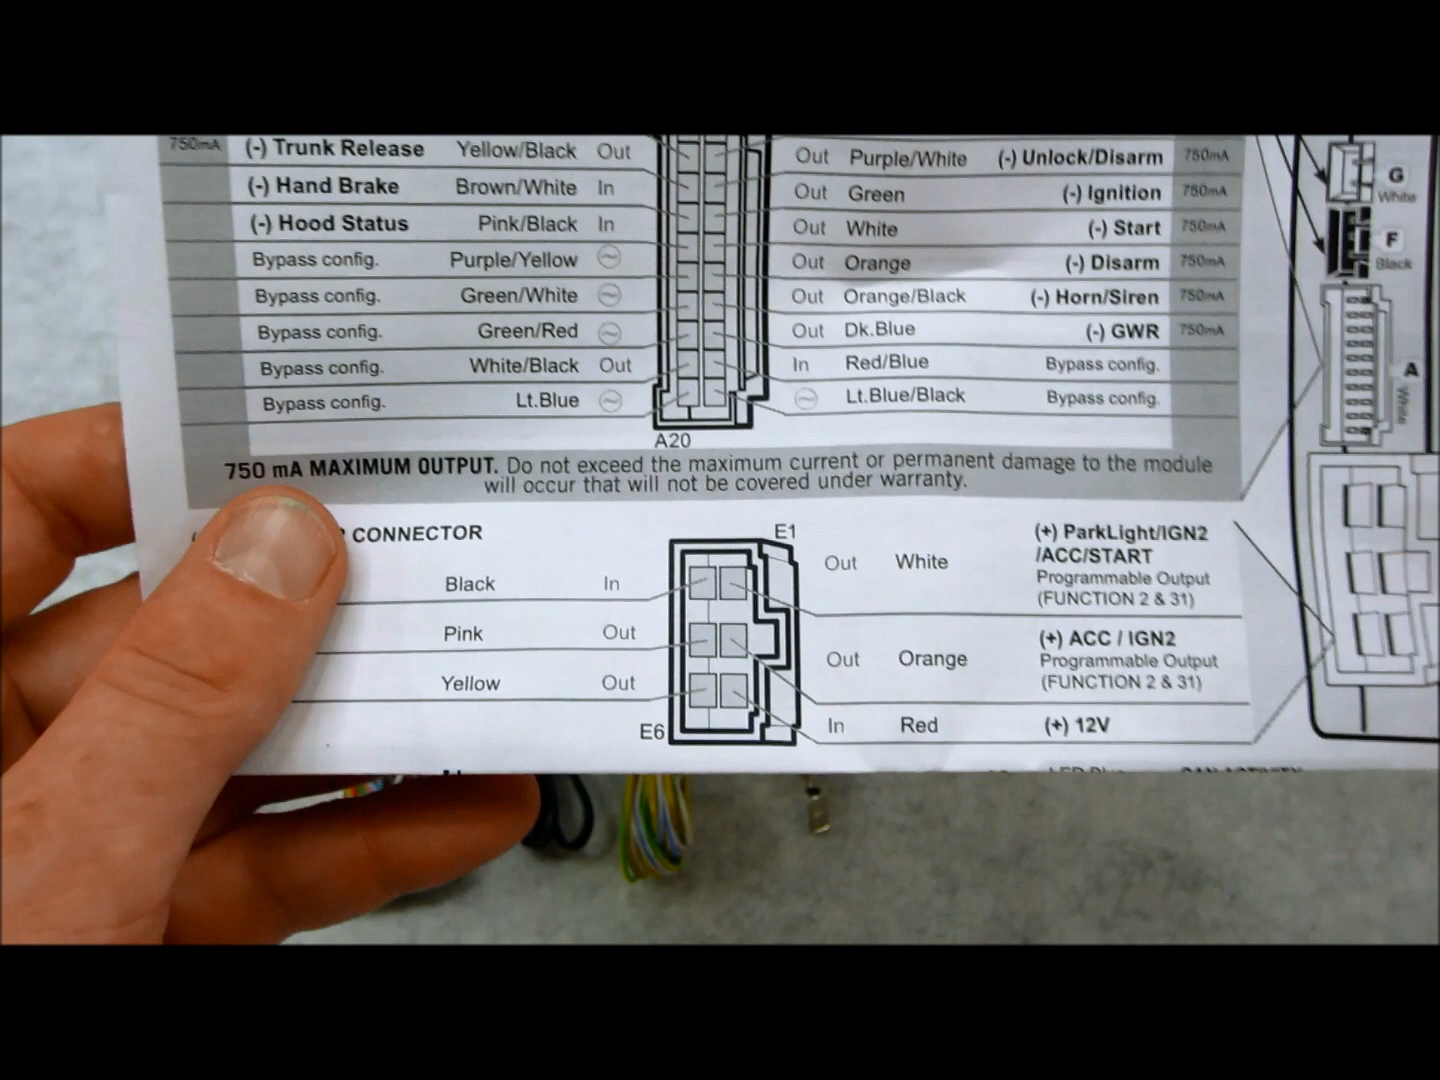 750mA (-) Trunk Release Yellow/Black Out
(-) Hand Brake Brown/White In
(-) Hood Status Pink/Black In
Bypass config. Purple/Yellow
Bypass config. Green/White
Bypass config. Green/Red
Bypass config. White/Black Out
Bypass config. Lt.Blue
Out Purple/White (-) Unlock/Disarm 750mA
Out Green (-) Ignition 750mA
Out White (-) Start 750mA
Out Orange (-) Disarm 750mA
Out Orange/Black (-) Horn/Siren 750mA
Out Dk.Blue (-) GWR 750mA
In Red/Blue Bypass config.
Lt.Blue/Black Bypass config.
A20
750 mA MAXIMUM OUTPUT. Do not exceed the maximum current or permanent damage to the module
will occur that will not be covered under warranty.
CONNECTOR
Black In
Pink Out
Yellow Out
E6
E1
Out White (+) ParkLight/IGN2
/ACC/START
Programmable Output
(FUNCTION 2 & 31)
Out Orange (+) ACC / IGN2
Programmable Output
(FUNCTION 2 & 31)
In Red (+) 12V
G
White
F
Black
A
White